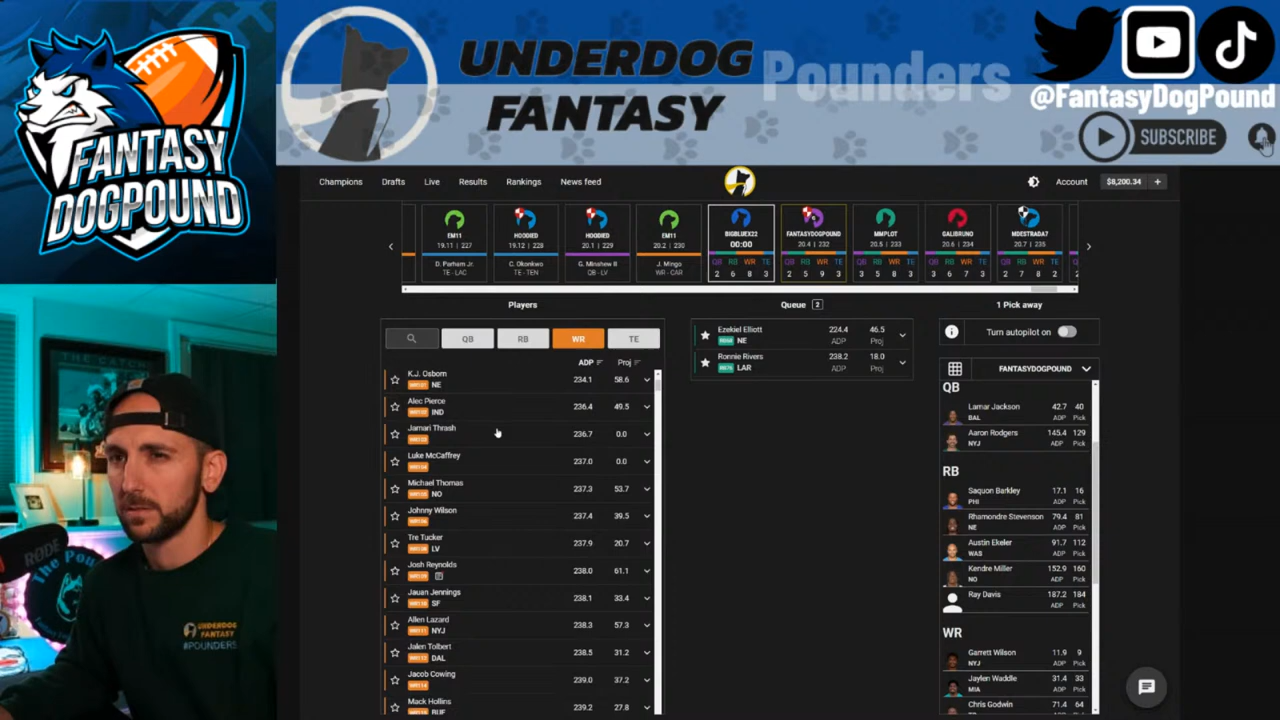 FANTASY
DOGPOUND
UNDERDOG
FANTASY
Pounders
@FantasyDogPound
SUBSCRIBE
Champions
Drafts
Live
Results
Rankings
News feed
Account
$8,200.34
+
EM11
19.11 | 227
D. Parham Jr.
TE - LAC
HOODIED
19.12 | 228
C. Okonkwo
TE - TEN
HOODIED
20.1 | 229
G. Minshew II
QB - LV
EM11
20.2 | 230
J. Mingo
WR - CAR
BIGBLUEX22
00:00
QB RB WR TE
2 6 8 3
FANTASYDOGPOUND
20.4 | 232
QB RB WR TE
2 5 9 3
MMPLOT
20.5 | 233
QB RB WR TE
3 5 8 3
GALIBRUNO
20.6 | 234
QB RB WR TE
3 6 7 3
MDESTRADA7
20.7 | 235
QB RB WR TE
2 7 8 2
Players
Queue 2
1 Pick away
QB
RB
WR
TE
ADP
Proj
K.J. Osborn
NE
234.1 58.6
Alec Pierce
IND
236.4 49.5
Jamari Thrash
236.7 0.0
Luke McCaffrey
237.0 0.0
Michael Thomas
NO
237.3 53.7
Johnny Wilson
237.4 39.5
Tre Tucker
LV
237.9 20.7
Josh Reynolds
238.0 61.1
Jauan Jennings
SF
238.1 33.4
Allen Lazard
NYJ
238.3 57.3
Jalen Tolbert
DAL
238.5 31.2
Jacob Cowing
239.0 37.2
Mack Hollins
BUF
239.2 27.8
Ezekiel Elliott
NE
224.4 46.5
ADP Proj
Ronnie Rivers
LAR
238.2 18.0
ADP Proj
Turn autopilot on
FANTASYDOGPOUND
QB
Lamar Jackson 42.7 40
BAL ADP Pick
Aaron Rodgers 145.4 129
NYJ ADP Pick
RB
Saquon Barkley 17.1 16
PHI ADP Pick
Rhamondre Stevenson 79.4 81
NE ADP Pick
Austin Ekeler 91.7 112
WAS ADP Pick
Kendre Miller 152.9 160
NO ADP Pick
Ray Davis 187.2 184
ADP Pick
WR
Garrett Wilson 11.9 9
NYJ ADP Pick
Jaylen Waddle 31.4 33
MIA ADP Pick
Chris Godwin 71.4 64
RØDE
The Pou
THE CATCH
UNDERDOG
FANTASY
#POUNDERS